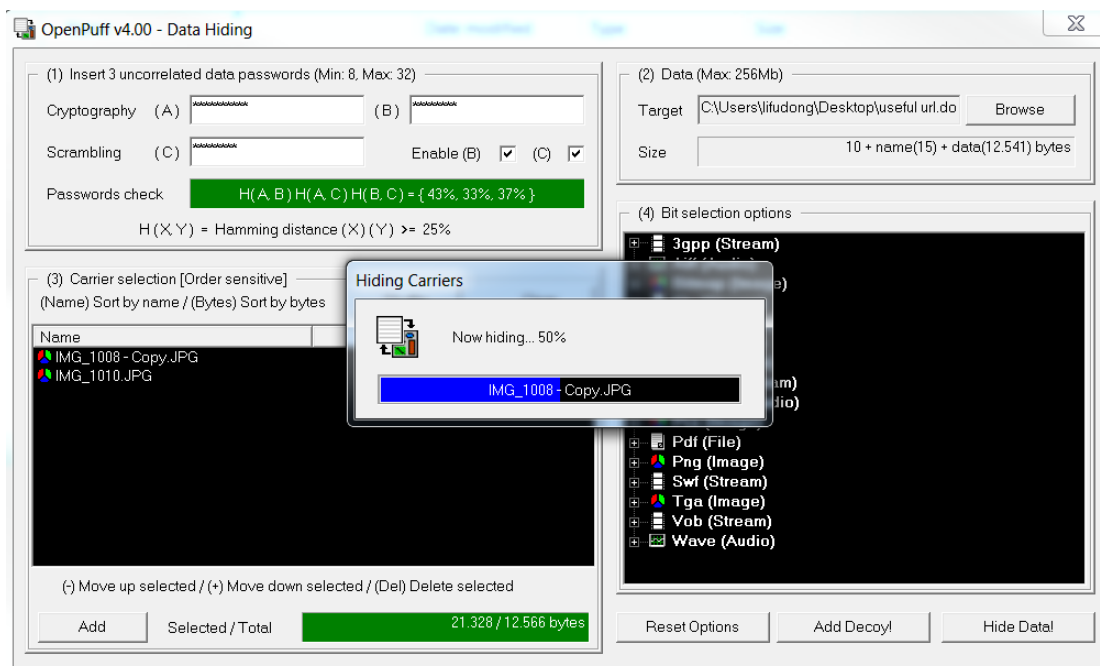 OpenPuff v4.00 - Data Hiding
(1) Insert 3 uncorrelated data passwords (Min: 8, Max: 32)
Cryptography (A) *********** (B) *********
Scrambling (C) *********** Enable (B) (C)
Passwords check H(A,B) H(A,C) H(B,C) = { 43%, 33%, 37% }
H(X,Y) = Hamming distance (X)(Y) >= 25%
(2) Data (Max: 256Mb)
Target C:\Users\lifudong\Desktop\useful url.do Browse
Size 10 + name(15) + data(12.541) bytes
(3) Carrier selection [Order sensitive]
(Name) Sort by name / (Bytes) Sort by bytes
Name
IMG_1008 - Copy.JPG
IMG_1010.JPG
(-) Move up selected / (+) Move down selected / (Del) Delete selected
Add Selected / Total 21.328 / 12.566 bytes
Hiding Carriers
Now hiding... 50%
IMG_1008 - Copy.JPG
(4) Bit selection options
3gpp (Stream)
Pdf (File)
Png (Image)
Swf (Stream)
Tga (Image)
Vob (Stream)
Wave (Audio)
Reset Options Add Decoy! Hide Data!